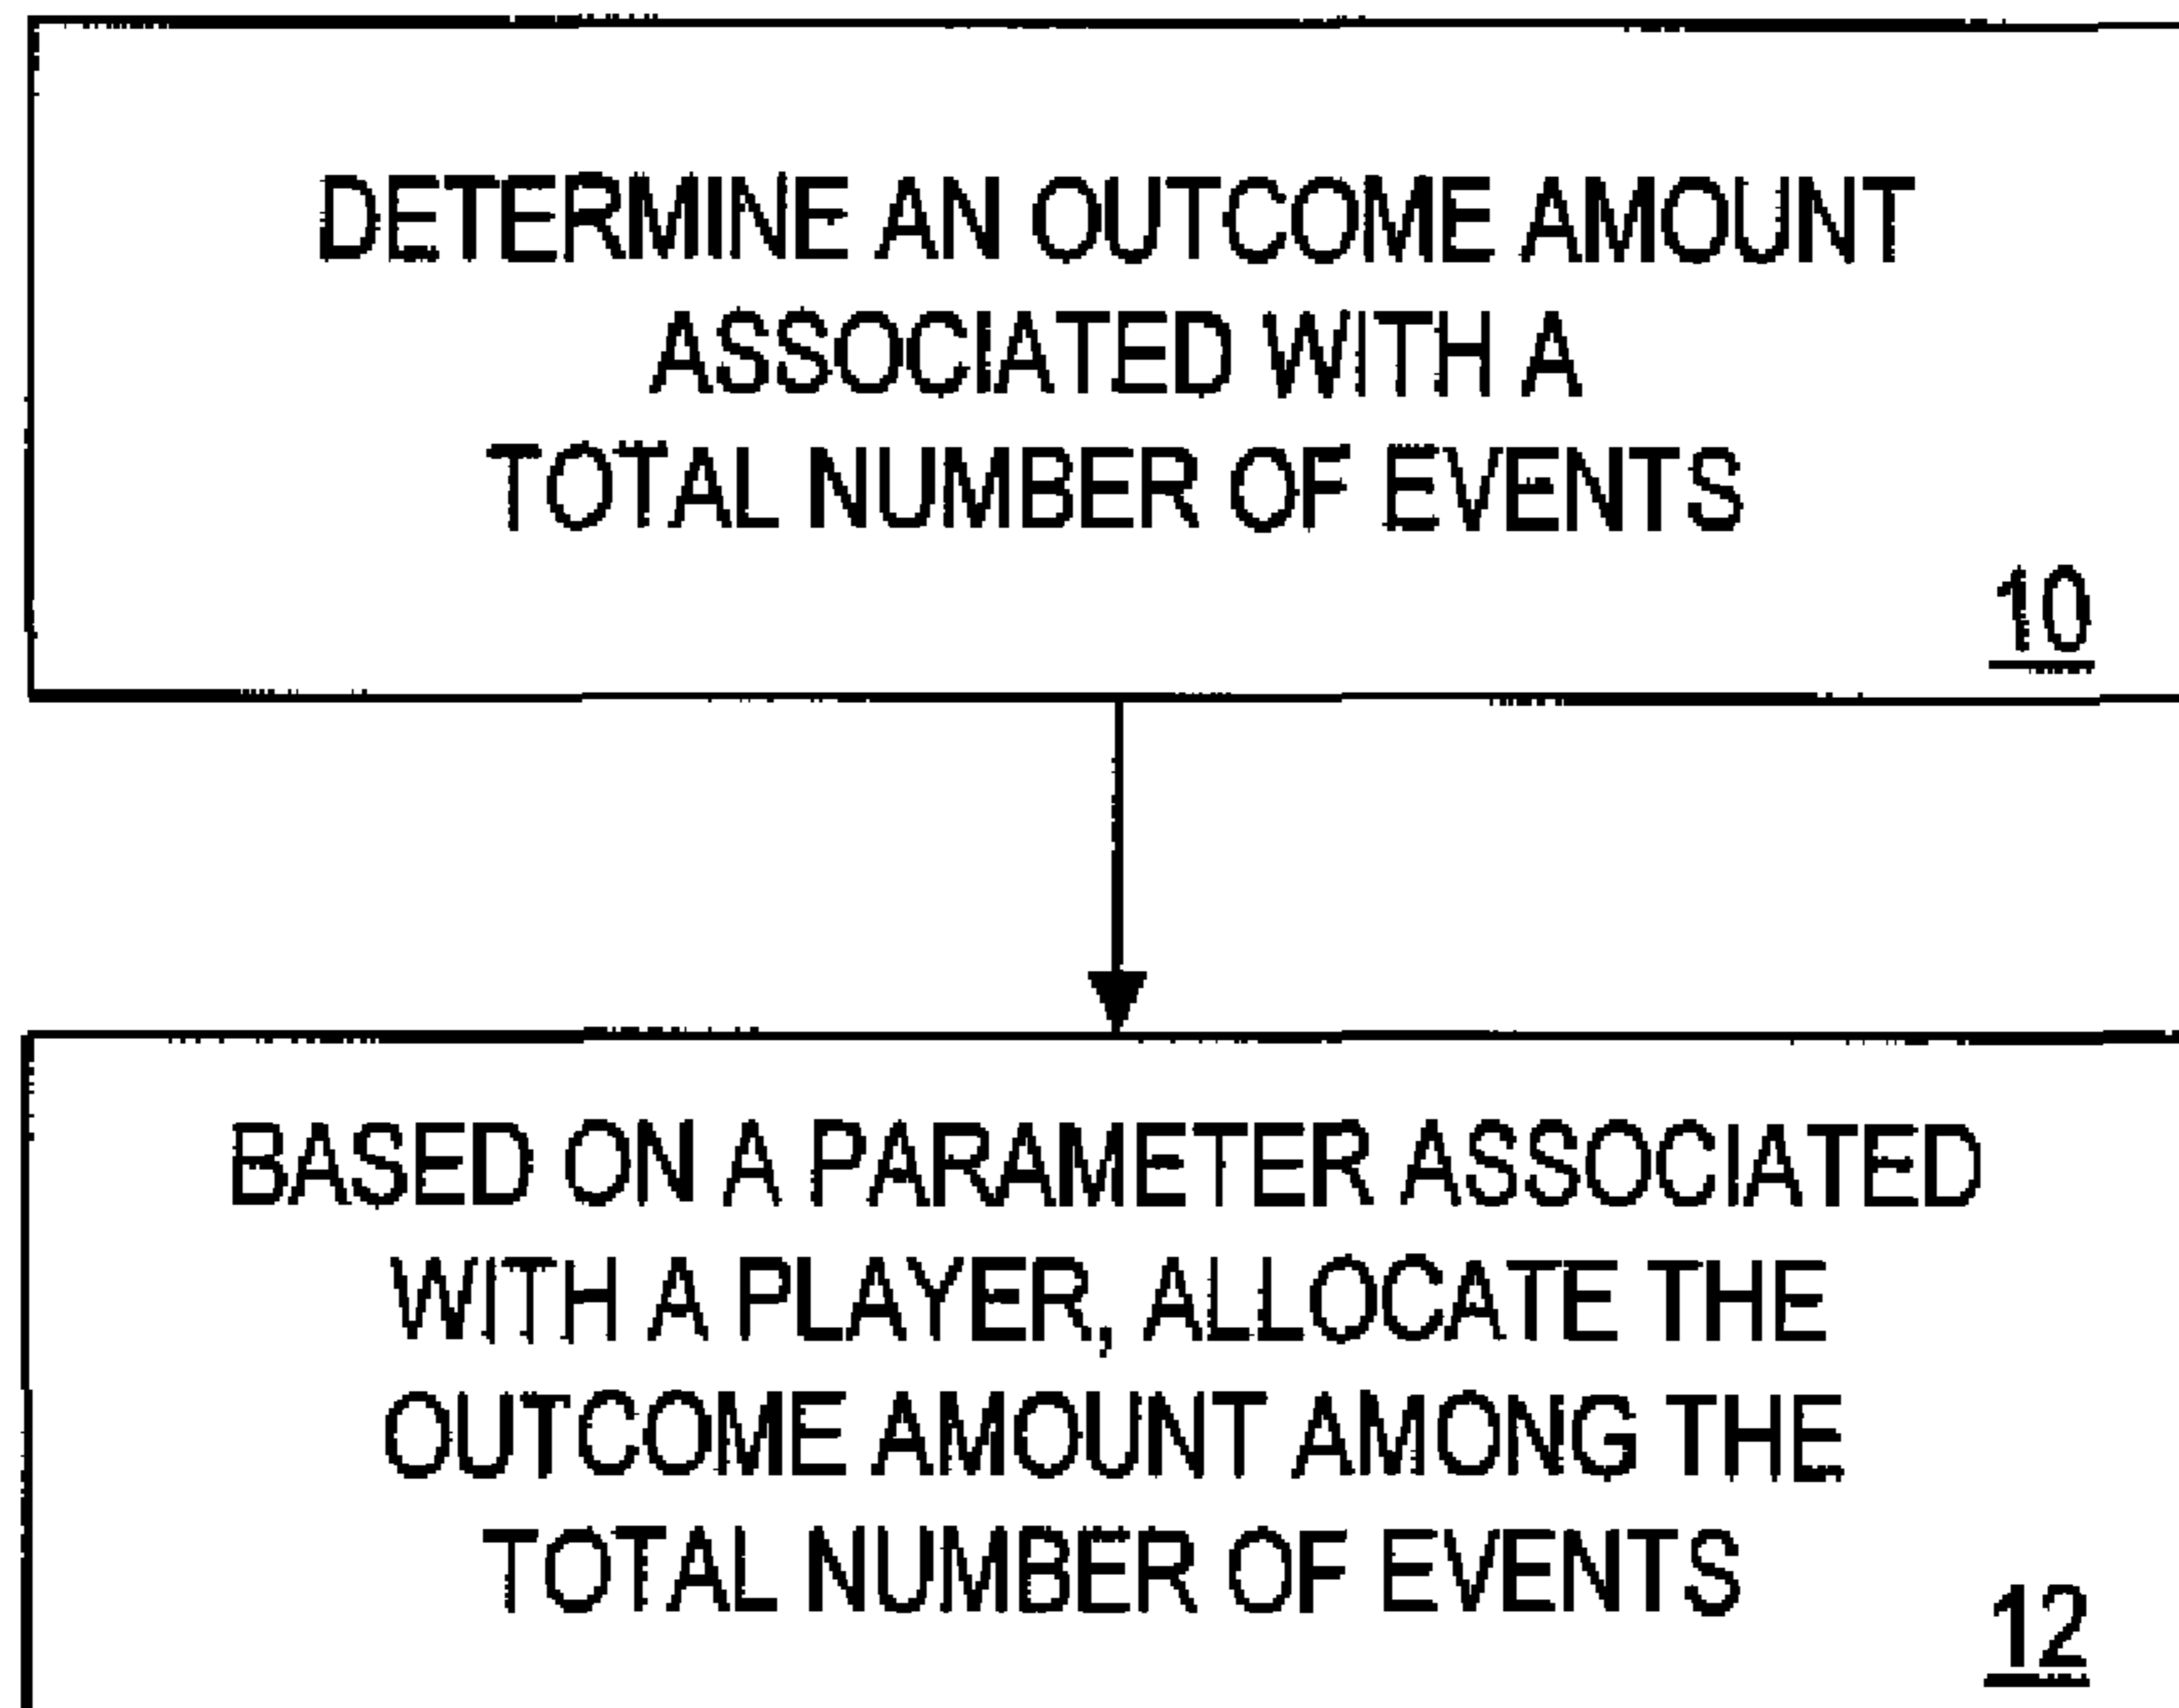 DETERMINE AN OUTCOME AMOUNT
ASSOCIATED WITH A
TOTAL NUMBER OF EVENTS
10
BASED ON A PARAMETER ASSOCIATED
WITH A PLAYER, ALLOCATE THE
OUTCOME AMOUNT AMONG THE
TOTAL NUMBER OF EVENTS
12